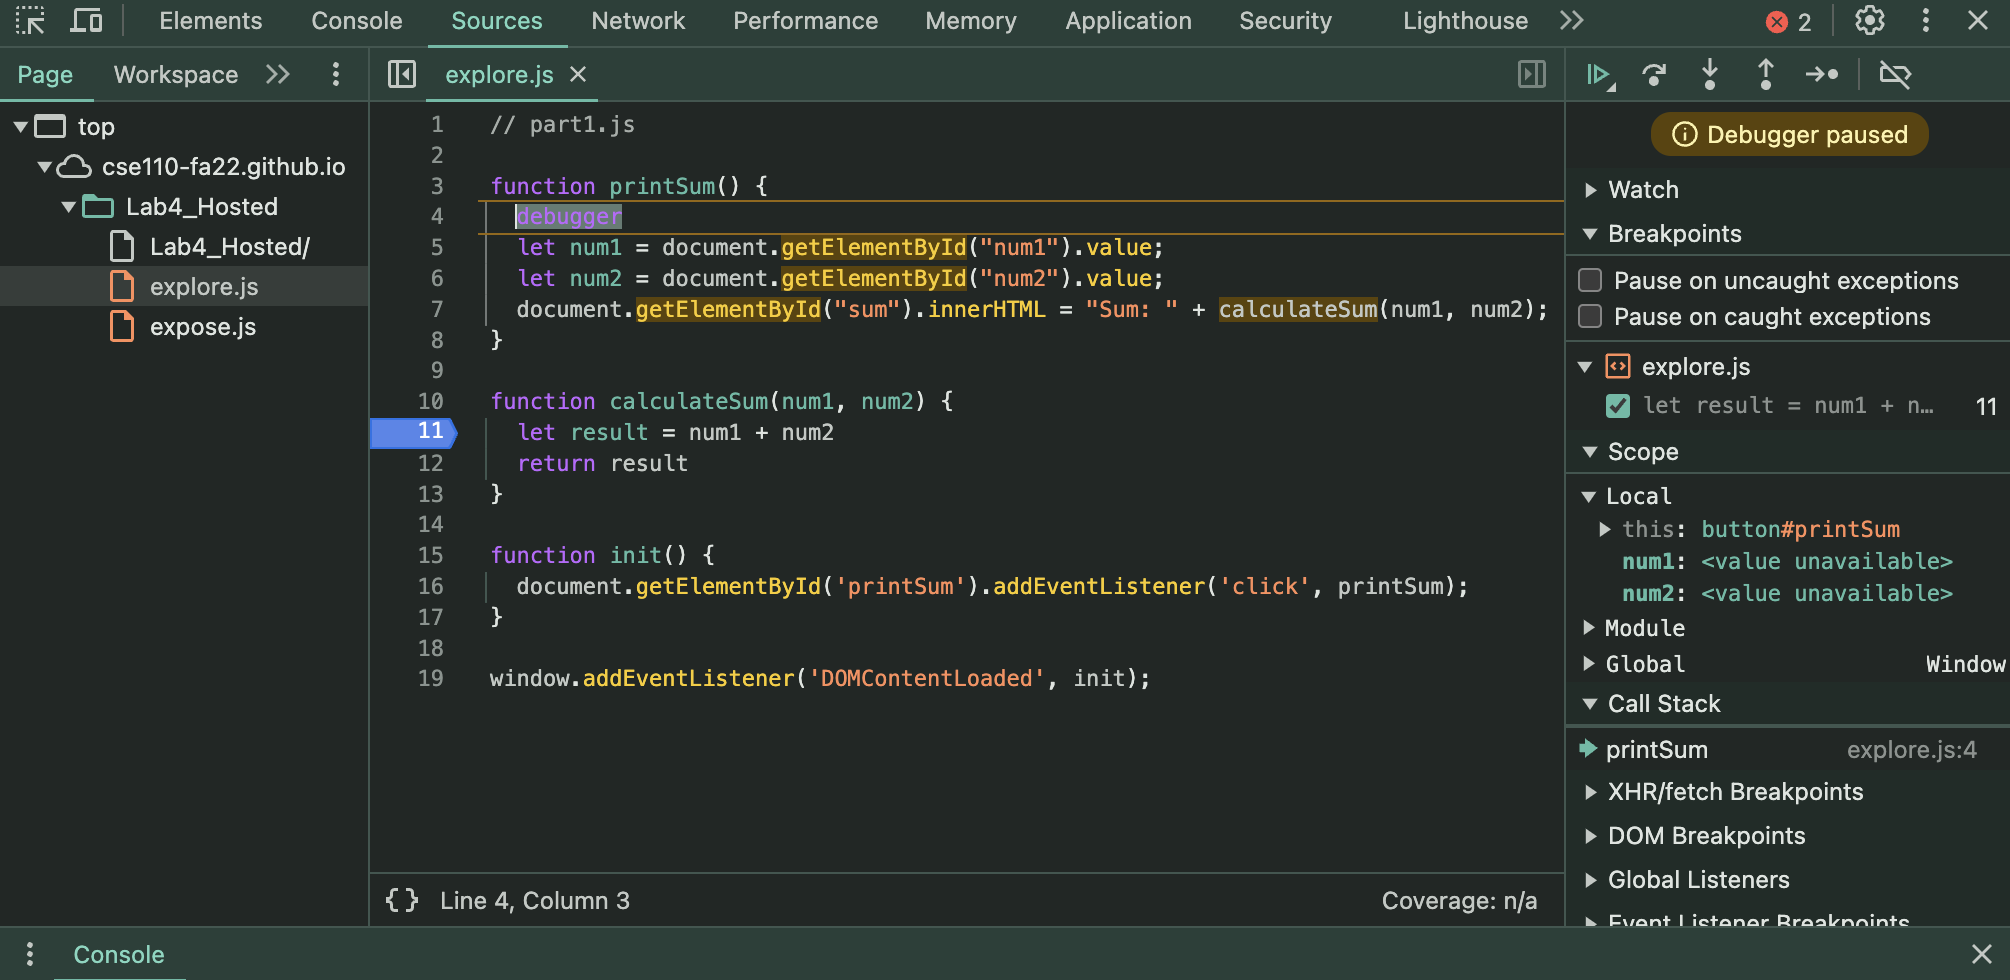 Elements Console Sources Network Performance Memory Application Security Lighthouse 2
Page Workspace
top
cse110-fa22.github.io
Lab4_Hosted
Lab4_Hosted/
explore.js
expose.js
explore.js
1 // part1.js
2
3 function printSum() {
4 debugger
5 let num1 = document.getElementById("num1").value;
6 let num2 = document.getElementById("num2").value;
7 document.getElementById("sum").innerHTML = "Sum: " + calculateSum(num1, num2);
8 }
9
10 function calculateSum(num1, num2) {
11 let result = num1 + num2
12 return result
13 }
14
15 function init() {
16 document.getElementById('printSum').addEventListener('click', printSum);
17 }
18
19 window.addEventListener('DOMContentLoaded', init);
{} Line 4, Column 3 Coverage: n/a
Debugger paused
Watch
Breakpoints
Pause on uncaught exceptions
Pause on caught exceptions
explore.js
let result = num1 + n… 11
Scope
Local
this: button#printSum
num1: <value unavailable>
num2: <value unavailable>
Module
Global Window
Call Stack
printSum explore.js:4
XHR/fetch Breakpoints
DOM Breakpoints
Global Listeners
Event Listener Breakpoints
Console